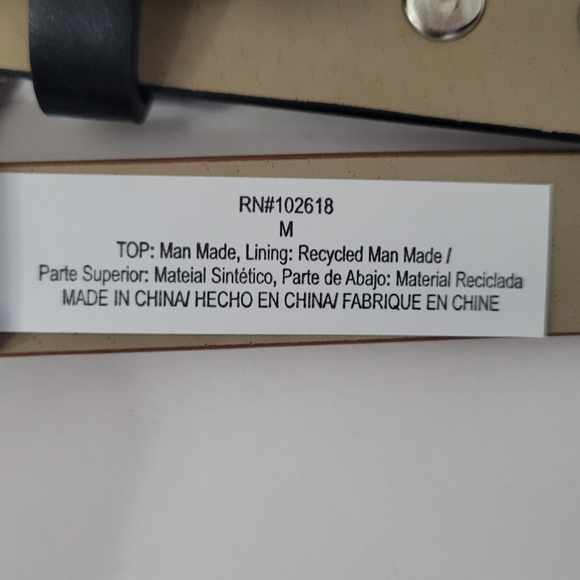 RN#102618
M
TOP: Man Made, Lining: Recycled Man Made /
Parte Superior: Mateial Sintético, Parte de Abajo: Material Reciclada
MADE IN CHINA/ HECHO EN CHINA/ FABRIQUE EN CHINE